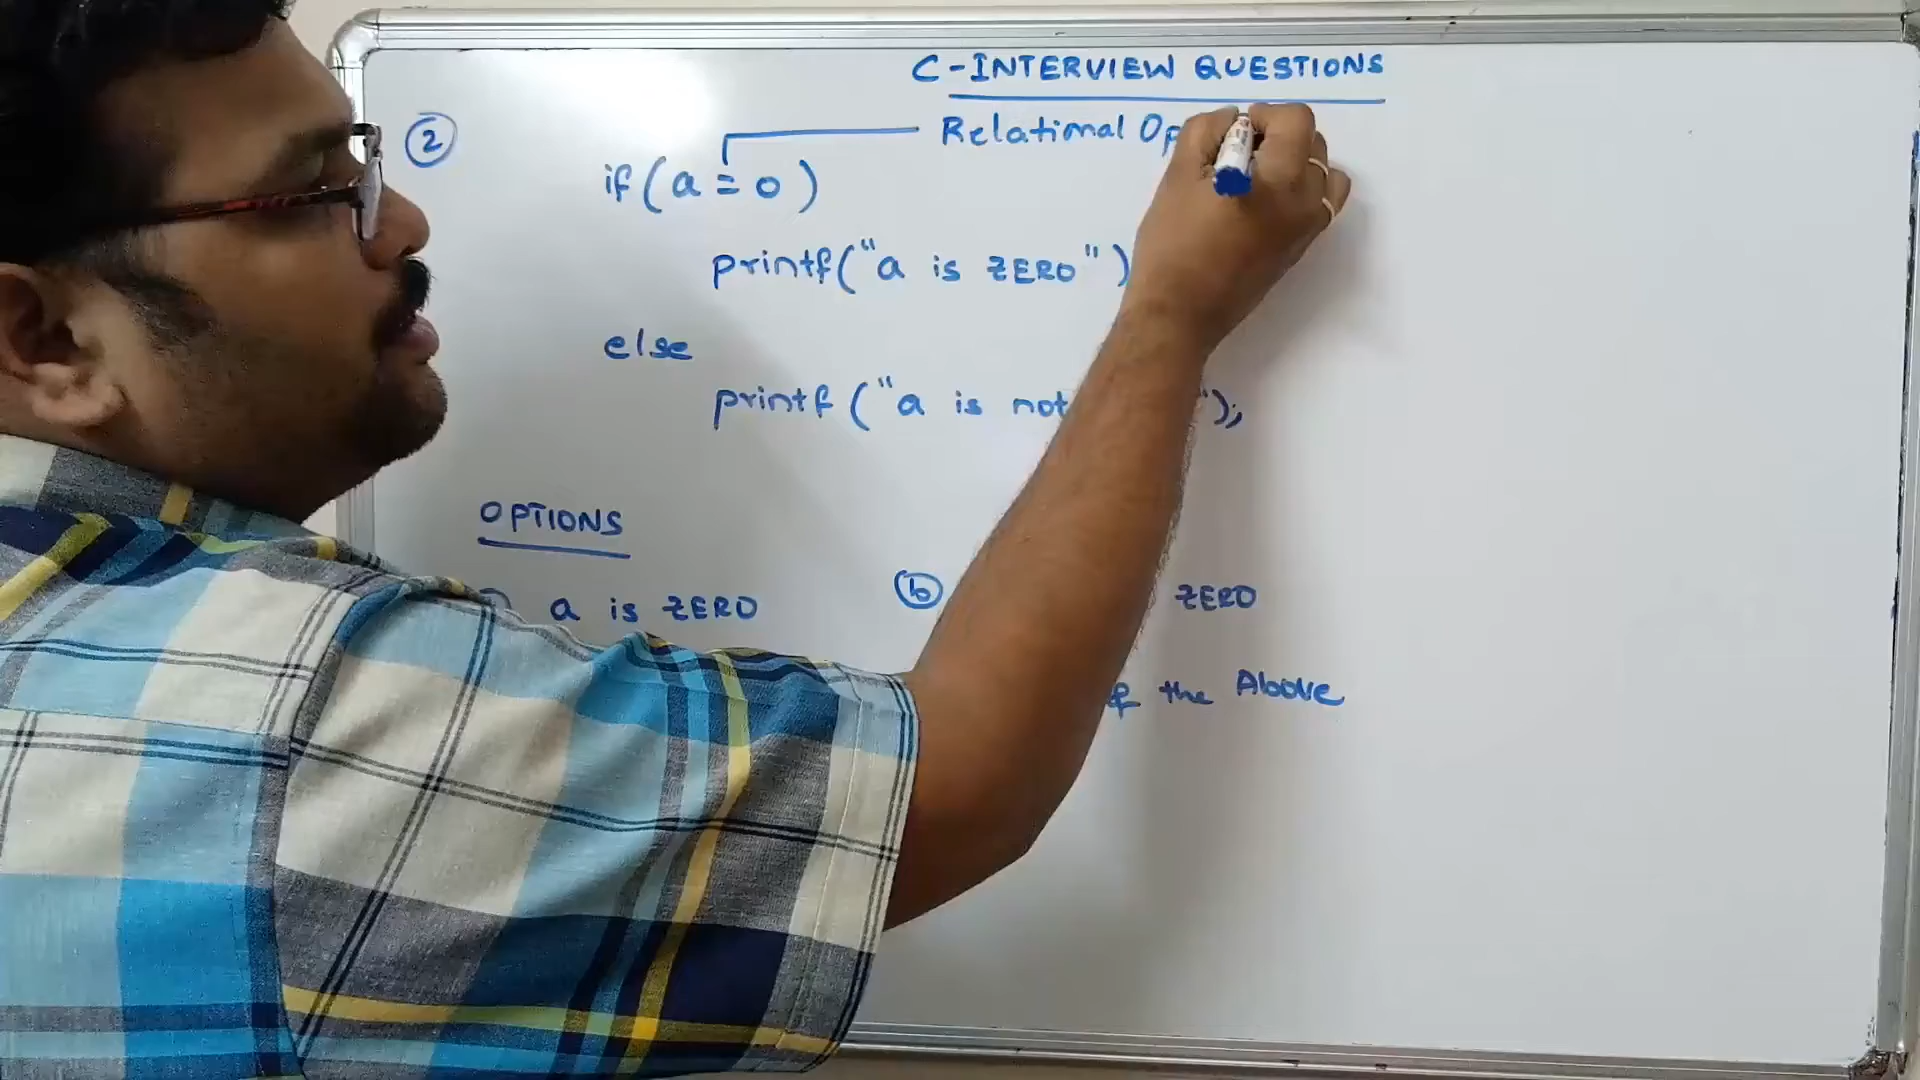 C-INTERVIEW QUESTIONS
2
Relational Op
if (a = 0)
printf("a is ZERO")
else
printf ("a is not ");
OPTIONS
a is ZERO
b ZERO
the Above